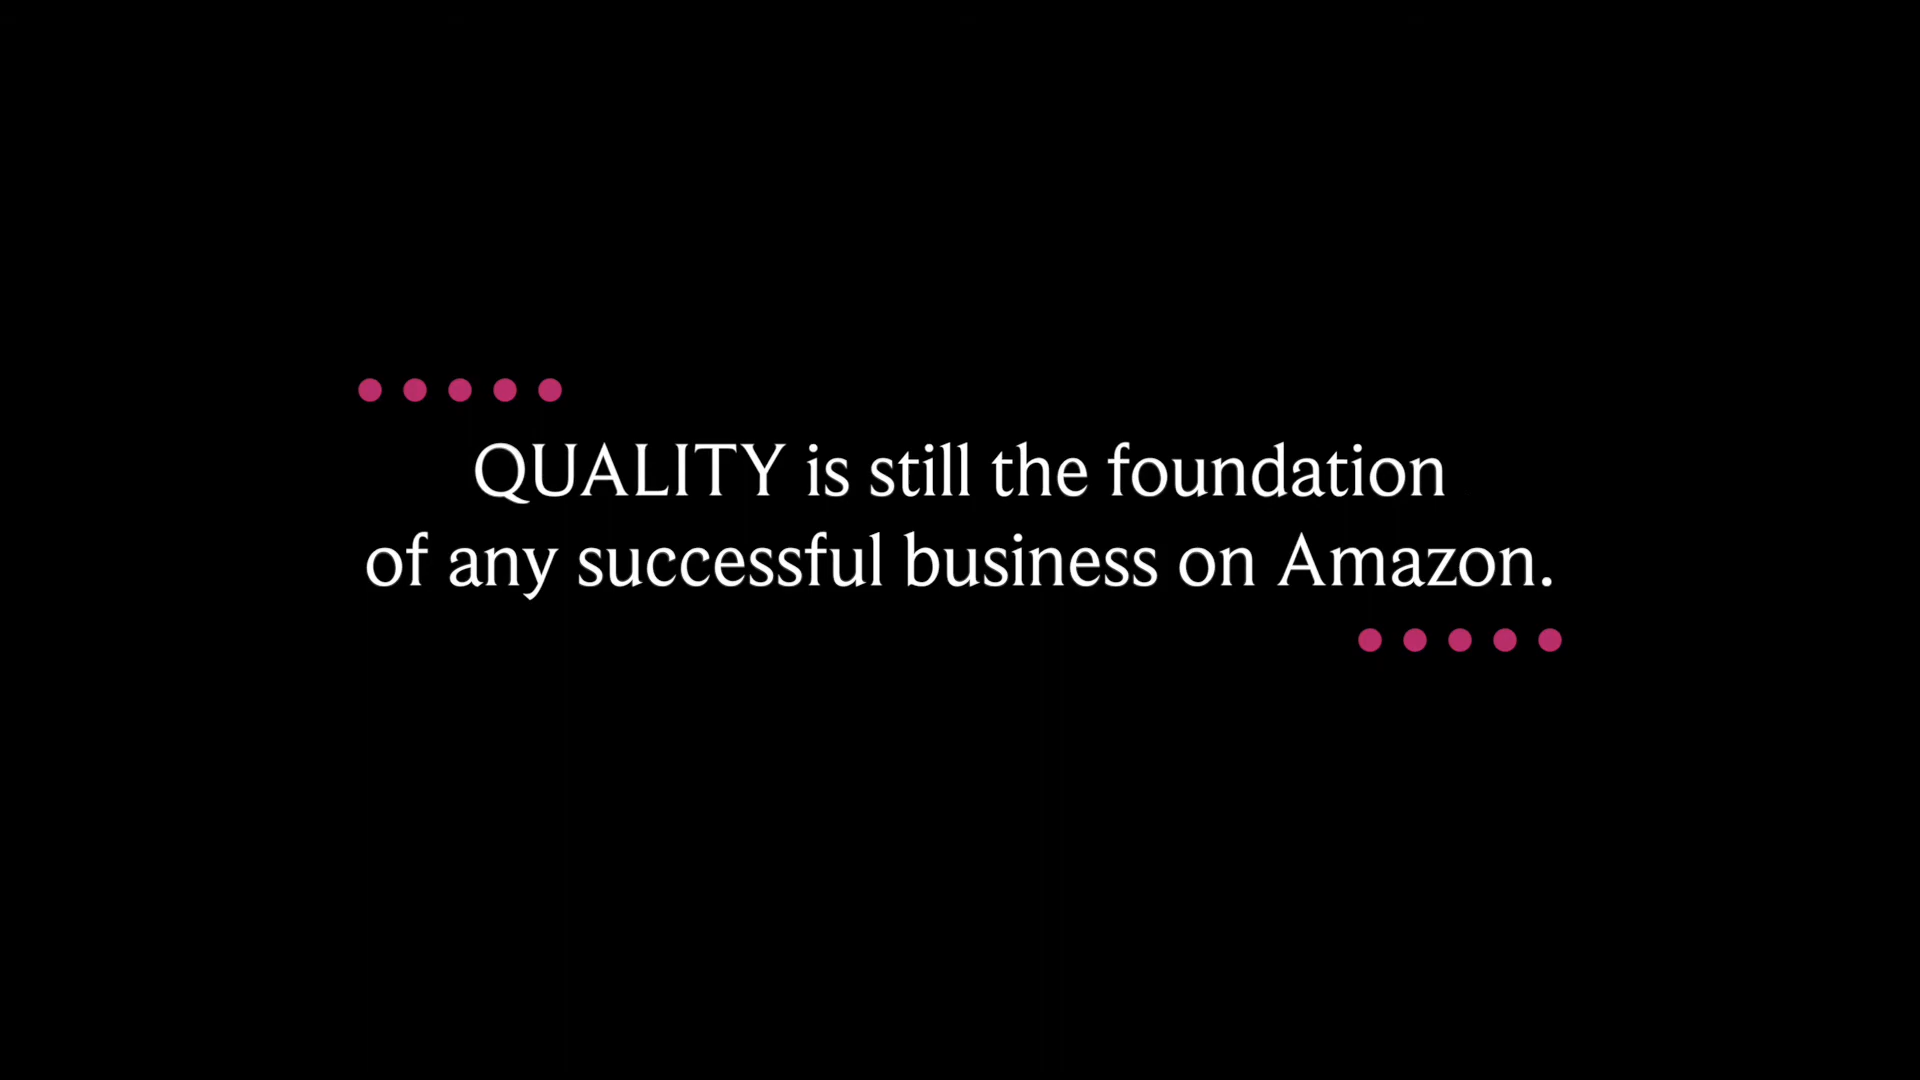 QUALITY is still the foundation
of any successful business on Amazon.